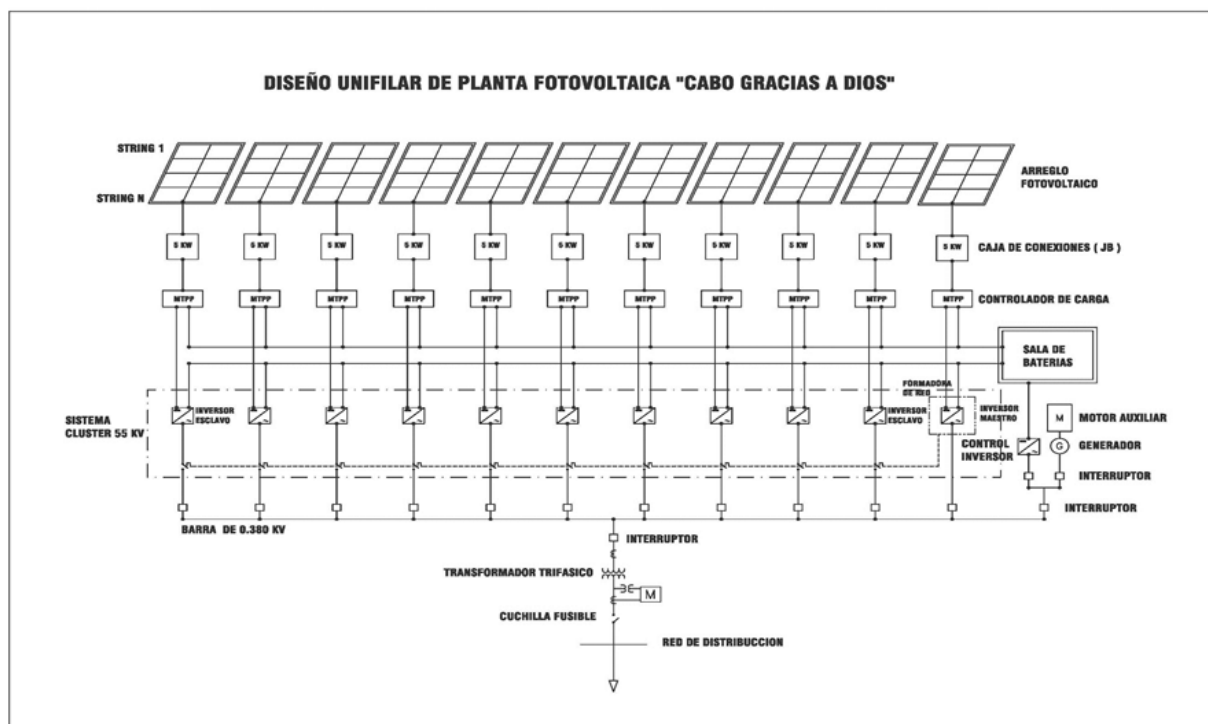 DISEÑO UNIFILAR DE PLANTA FOTOVOLTAICA "CABO GRACIAS A DIOS"
STRING 1
STRING N
ARREGLO
FOTOVOLTAICO
5 KW
5 KW
5 KW
5 KW
5 KW
5 KW
5 KW
5 KW
5 KW
5 KW
5 KW
CAJA DE CONEXIONES ( JB )
MTPP
MTPP
MTPP
MTPP
MTPP
MTPP
MTPP
MTPP
MTPP
MTPP
MTPP
CONTROLADOR DE CARGA
SALA DE
BATERIAS
SISTEMA
CLUSTER 55 KV
INVERSOR
ESCLAVO
INVERSOR
ESCLAVO
FORMADORA
DE RED
INVERSOR
MAESTRO
CONTROL
INVERSOR
M
MOTOR AUXILIAR
G
GENERADOR
INTERRUPTOR
INTERRUPTOR
BARRA DE 0.380 KV
INTERRUPTOR
TRANSFORMADOR TRIFASICO
M
CUCHILLA FUSIBLE
RED DE DISTRIBUCCION